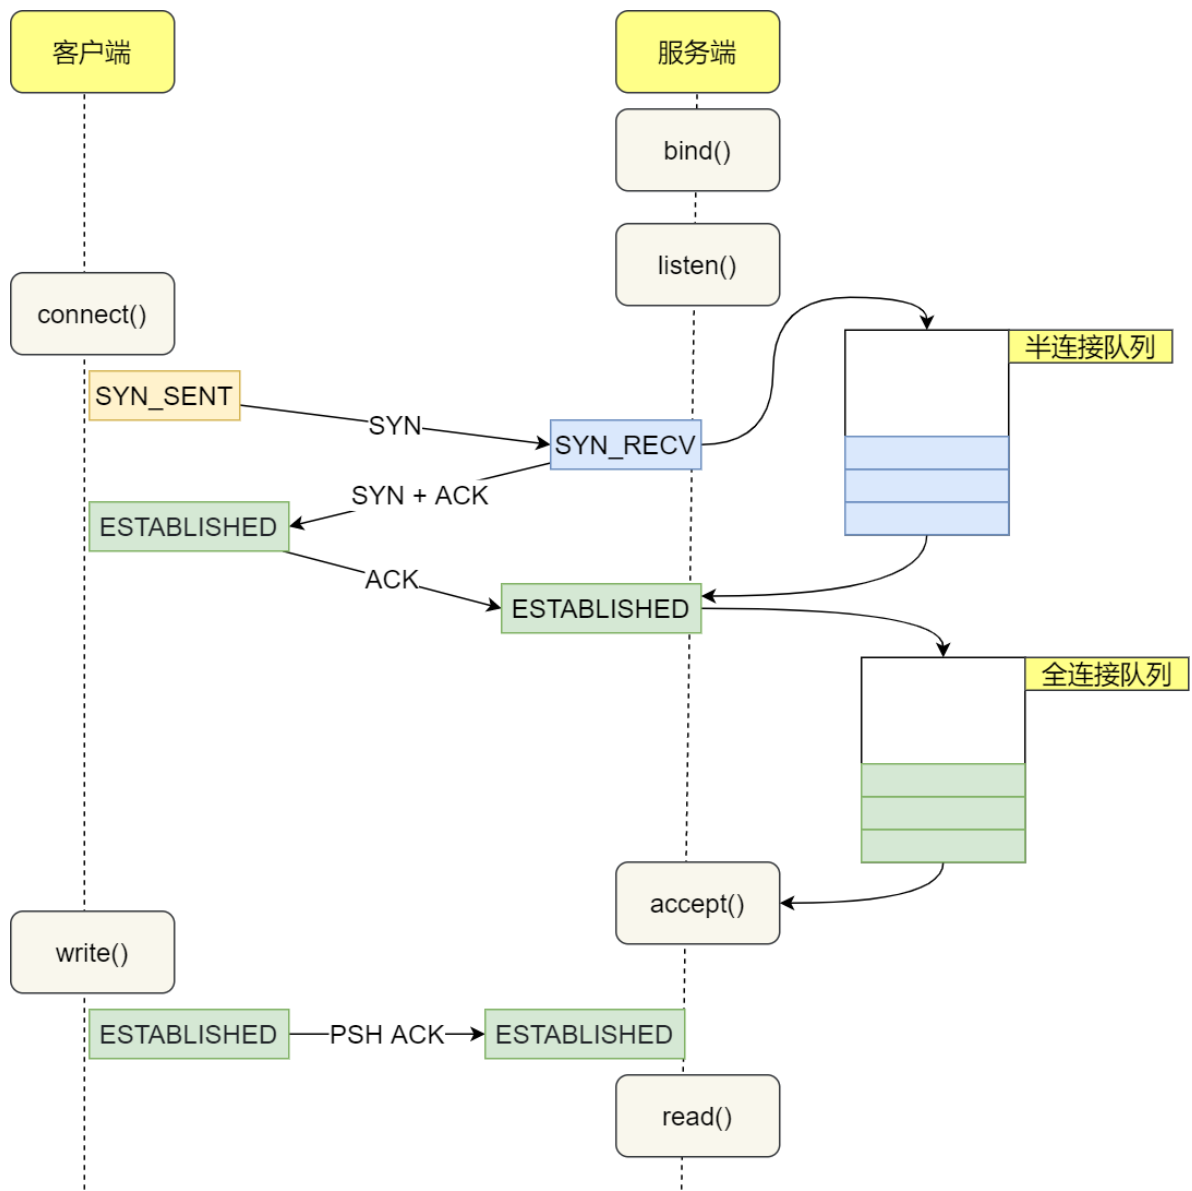 客户端
服务端
bind()
listen()
connect()
半连接队列
SYN_SENT
SYN
SYN_RECV
SYN + ACK
ESTABLISHED
ACK
ESTABLISHED
全连接队列
accept()
write()
ESTABLISHED
PSH ACK
ESTABLISHED
read()